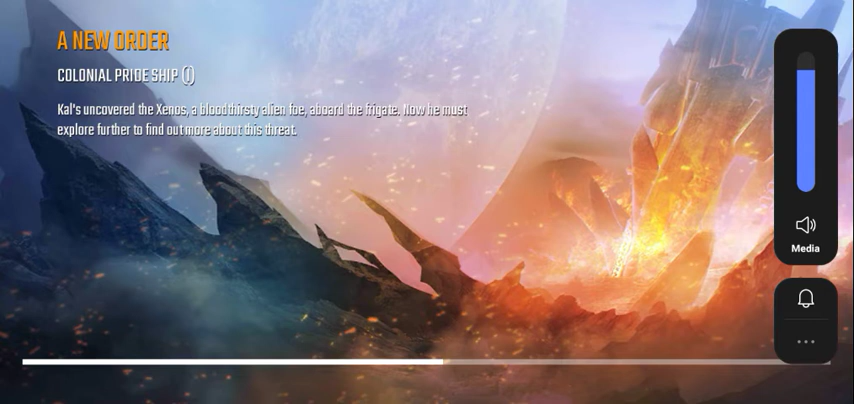 A NEW ORDER
COLONIAL PRIDE SHIP (1)
Kal's uncovered the Xenos, a bloodthirsty alien foe, aboard the frigate. Now he must
explore further to find out more about this threat.
Media